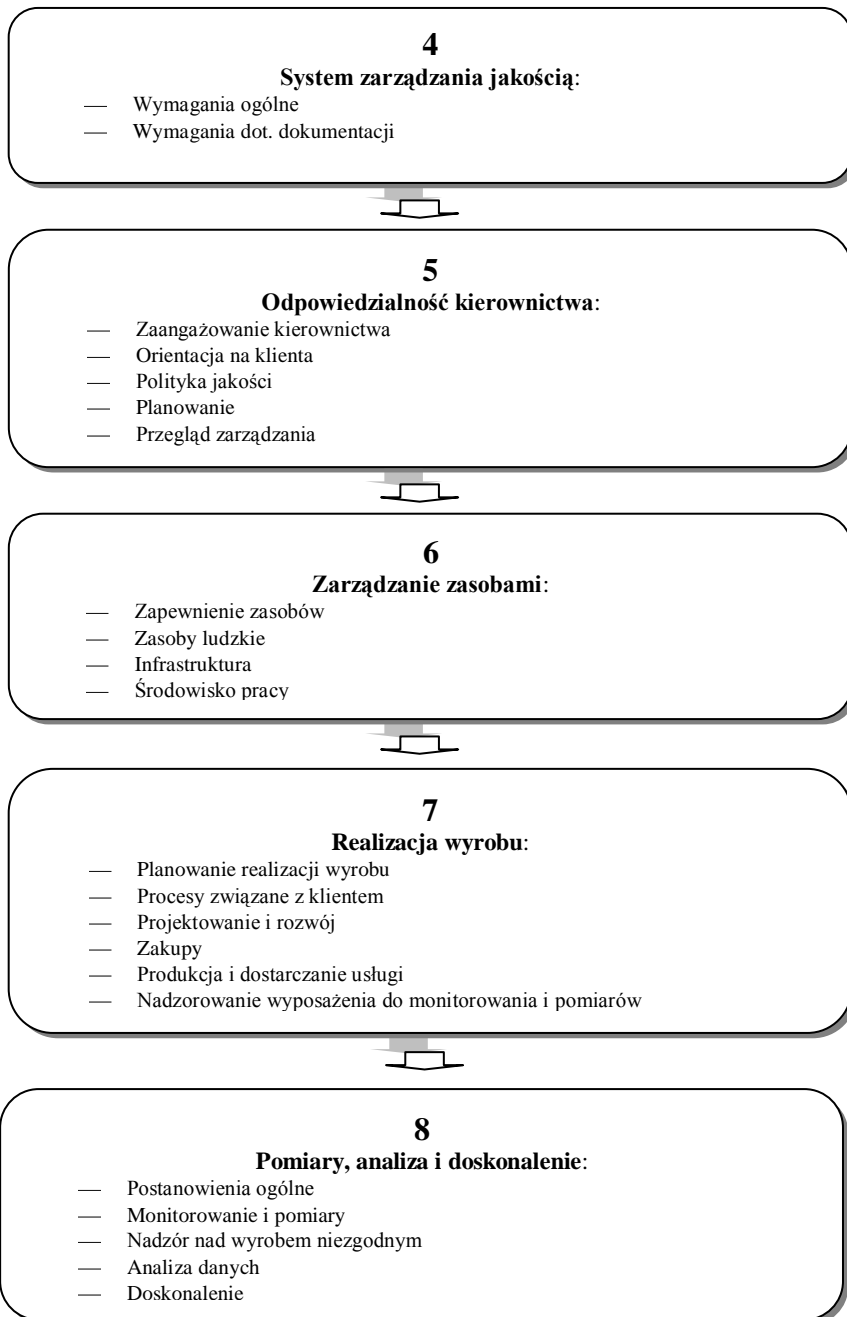 4
System zarządzania jakością:
— Wymagania ogólne
— Wymagania dot. dokumentacji
5
Odpowiedzialność kierownictwa:
— Zaangażowanie kierownictwa
— Orientacja na klienta
— Polityka jakości
— Planowanie
— Przegląd zarządzania
6
Zarządzanie zasobami:
— Zapewnienie zasobów
— Zasoby ludzkie
— Infrastruktura
— Środowisko pracy
7
Realizacja wyrobu:
— Planowanie realizacji wyrobu
— Procesy związane z klientem
— Projektowanie i rozwój
— Zakupy
— Produkcja i dostarczanie usługi
— Nadzorowanie wyposażenia do monitorowania i pomiarów
8
Pomiary, analiza i doskonalenie:
— Postanowienia ogólne
— Monitorowanie i pomiary
— Nadzór nad wyrobem niezgodnym
— Analiza danych
— Doskonalenie